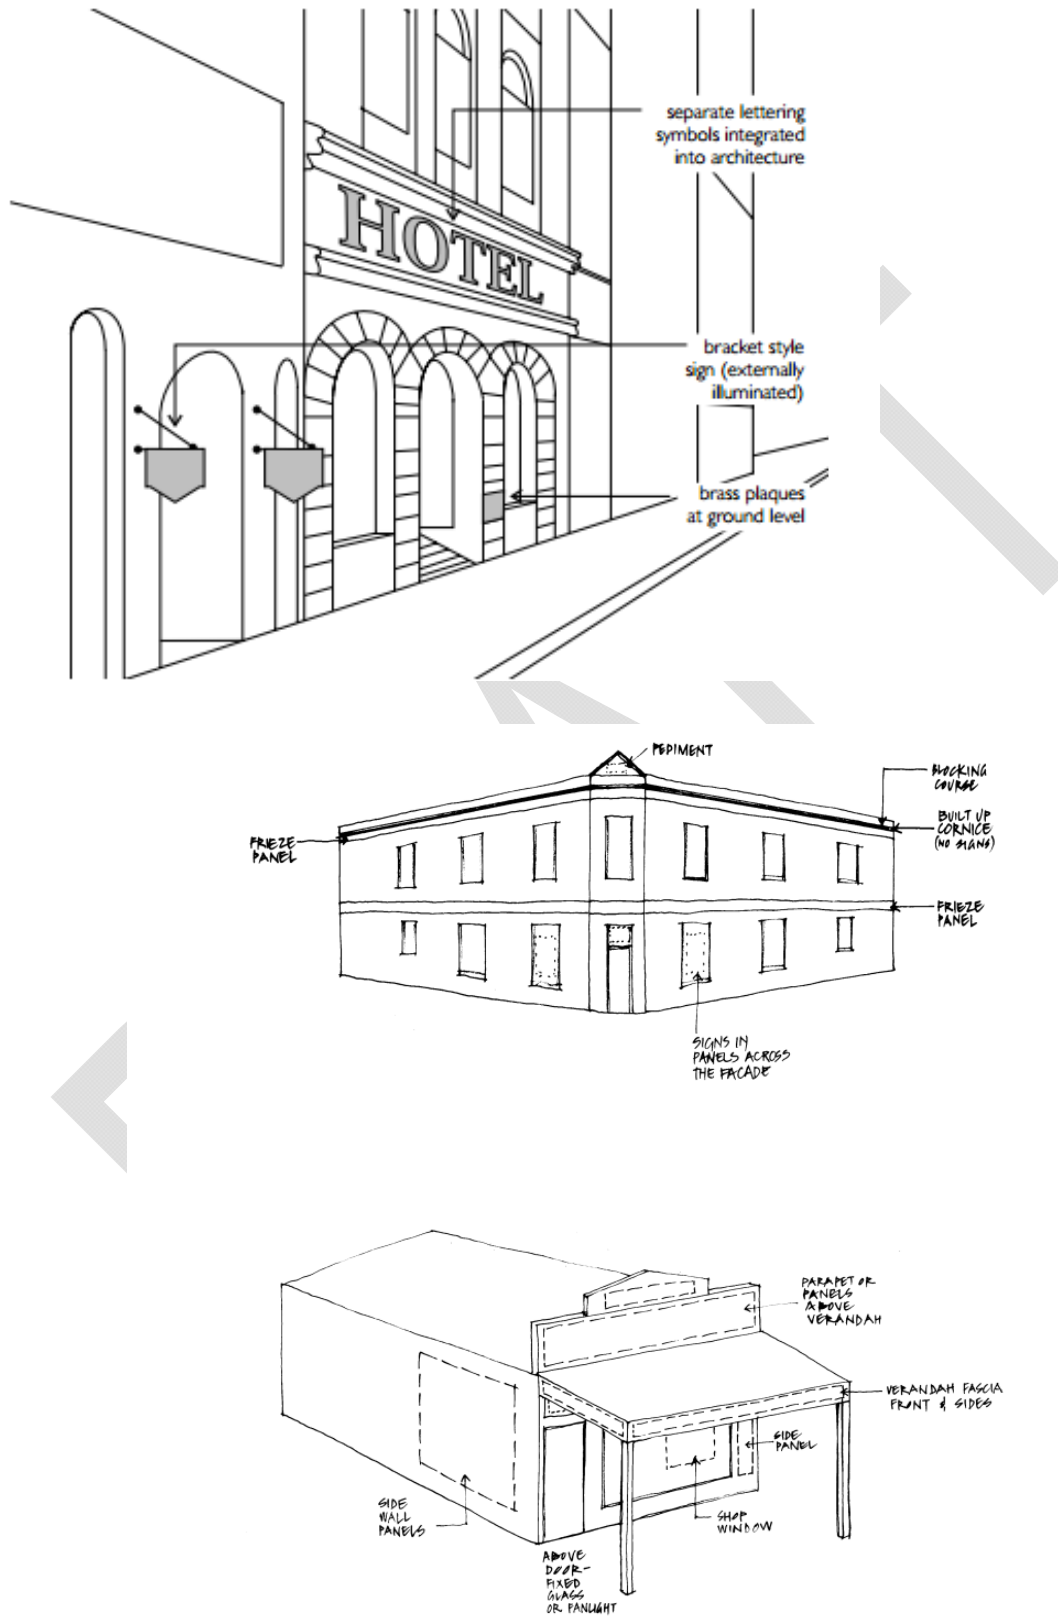 separate lettering
symbols integrated
into architecture
HOTEL
bracket style
sign (externally
illuminated)
brass plaques
at ground level
PEDIMENT
BLOCKING
COURSE
BUILT UP
CORNICE
(NO SIGNS)
FRIEZE
PANEL
FRIEZE
PANEL
SIGNS IN
PANELS ACROSS
THE FACADE
PARAPET OR
PANELS
ABOVE
VERANDAH
VERANDAH FASCIA
FRONT & SIDES
SIDE
PANEL
SHOP
WINDOW
SIDE
WALL
PANELS
ABOVE
DOOR-
FIXED
GLASS
OR FANLIGHT